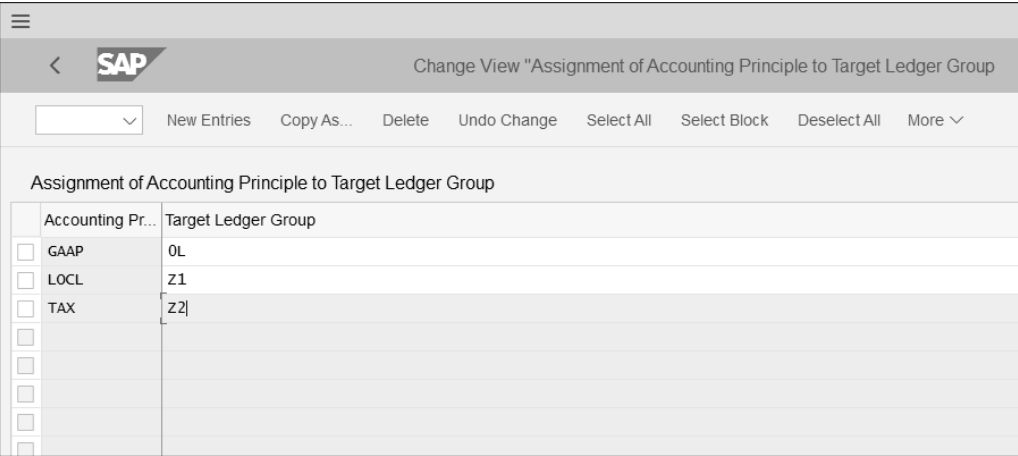 SAP
Change View "Assignment of Accounting Principle to Target Ledger Group
New Entries Copy As... Delete Undo Change Select All Select Block Deselect All More
Assignment of Accounting Principle to Target Ledger Group
Accounting Pr... Target Ledger Group
GAAP 0L
LOCL Z1
TAX Z2